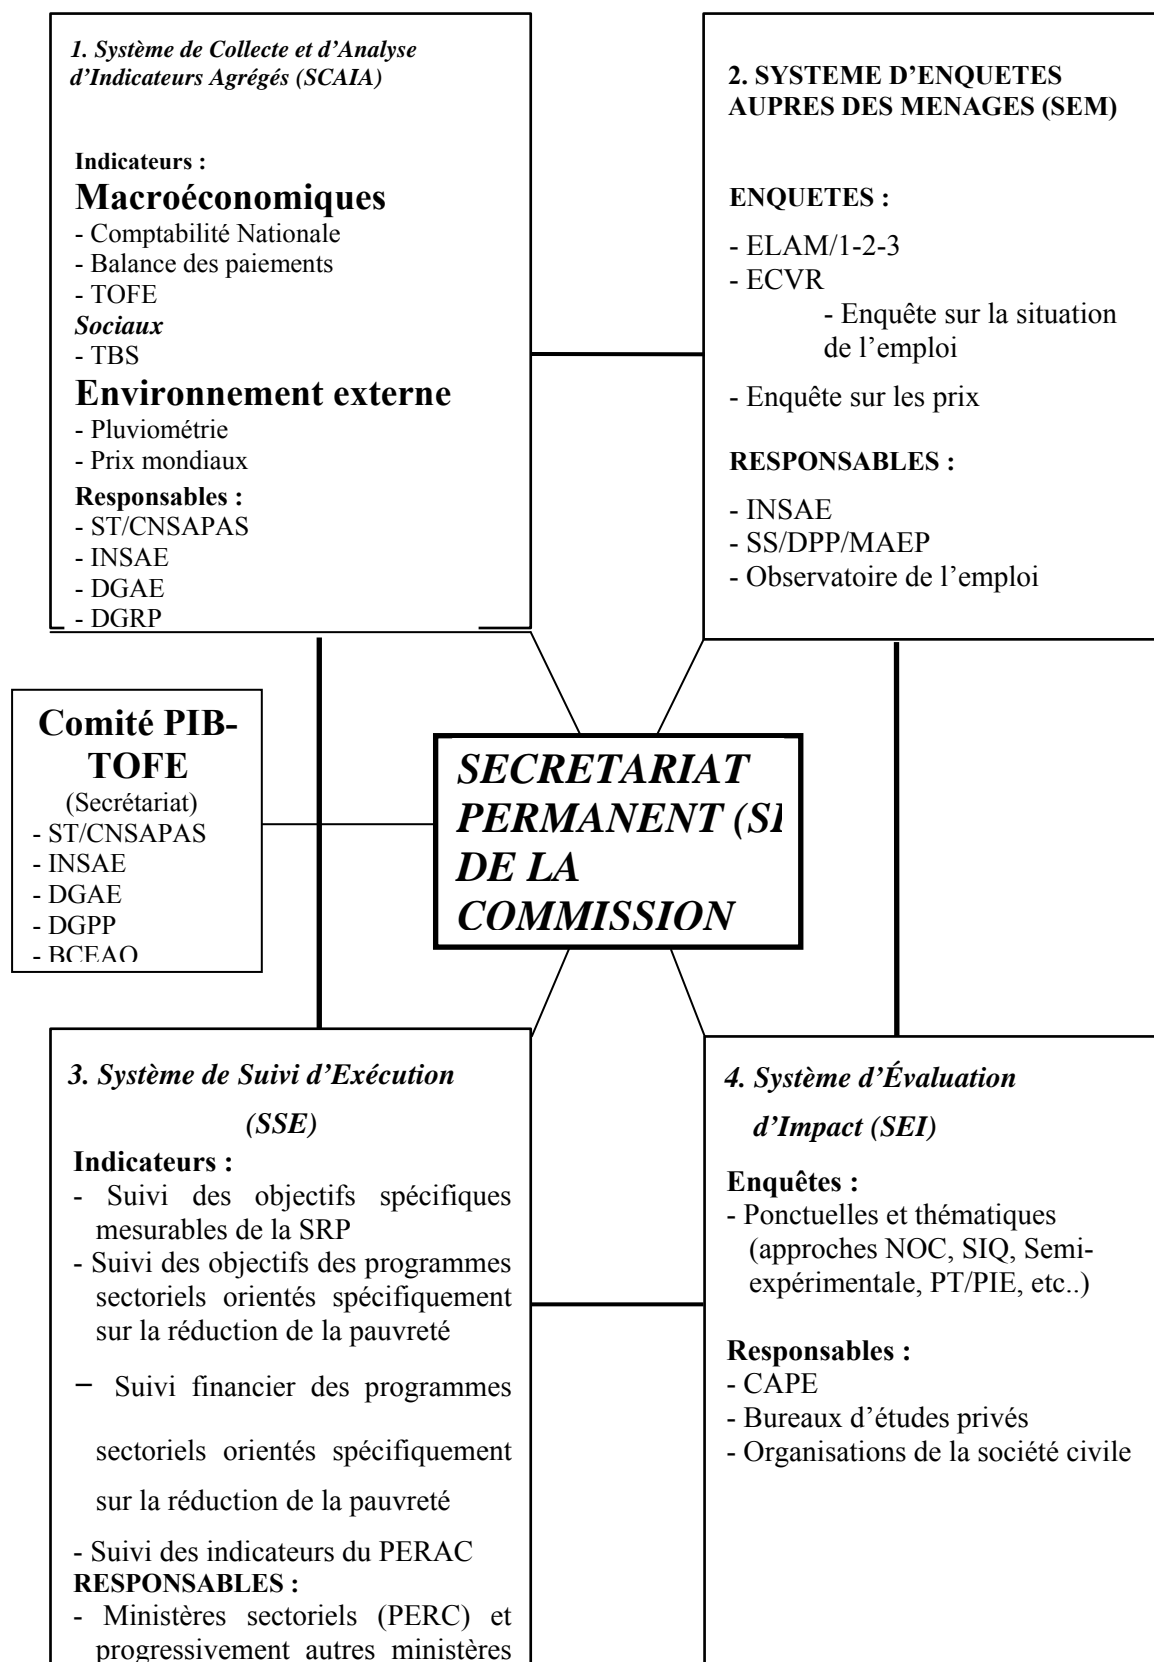 1. Système de Collecte et d'Analyse
d'Indicateurs Agrégés (SCAIA)
Indicateurs :
Macroéconomiques
- Comptabilité Nationale
- Balance des paiements
- TOFE
Sociaux
- TBS
Environnement externe
- Pluviométrie
- Prix mondiaux
Responsables :
- ST/CNSAPAS
- INSAE
- DGAE
- DGRP
2. SYSTEME D'ENQUETES
AUPRES DES MENAGES (SEM)
ENQUETES :
- ELAM/1-2-3
- ECVR
- Enquête sur la situation
de l'emploi
- Enquête sur les prix
RESPONSABLES :
- INSAE
- SS/DPP/MAEP
- Observatoire de l'emploi
Comité PIB-
TOFE
(Secrétariat)
- ST/CNSAPAS
- INSAE
- DGAE
- DGPP
- BCEAO
SECRETARIAT
PERMANENT
DE LA
COMMISSION
3. Système de Suivi d'Exécution
(SSE)
Indicateurs :
- Suivi des objectifs spécifiques
mesurables de la SRP
- Suivi des objectifs des programmes
sectoriels orientés spécifiquement
sur la réduction de la pauvreté
– Suivi financier des programmes
sectoriels orientés spécifiquement
sur la réduction de la pauvreté
- Suivi des indicateurs du PERAC
RESPONSABLES :
- Ministères sectoriels (PERC) et
progressivement autres ministères
4. Système d'Évaluation
d'Impact (SEI)
Enquêtes :
- Ponctuelles et thématiques
(approches NOC, SIQ, Semi-
expérimentale, PT/PIE, etc..)
Responsables :
- CAPE
- Bureaux d'études privés
- Organisations de la société civile